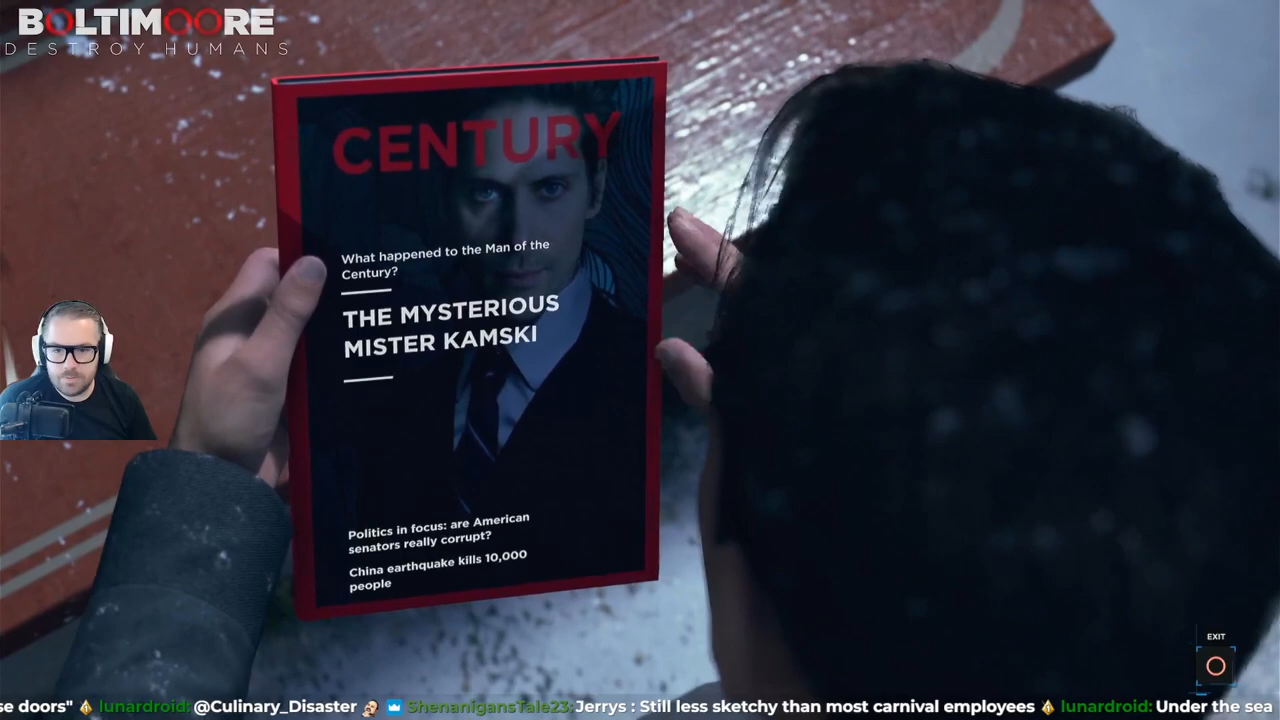 BOLTIMOORE
DESTROY HUMANS
CENTURY
What happened to the Man of the
Century?
THE MYSTERIOUS
MISTER KAMSKI
Politics in focus: are American
senators really corrupt?
China earthquake kills 10,000
people
EXIT
se doors" lunardroid: @Culinary_Disaster ShenanigansTale23: Jerrys : Still less sketchy than most carnival employees lunardroid: Under the sea